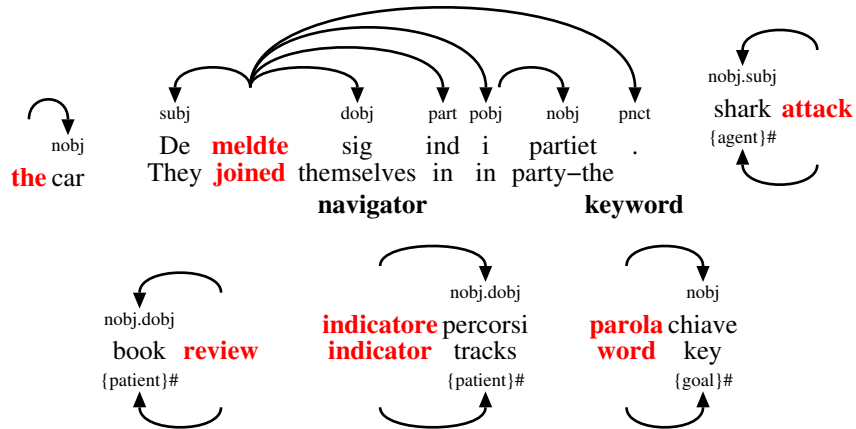 nobj
the car
subj dobj part pobj nobj pnct
De meldte sig ind i partiet .
They joined themselves in in party−the
navigator keyword
nobj.subj
shark attack
{agent}#
nobj.dobj
book review
{patient}#
nobj.dobj
indicatore percorsi
indicator tracks
{patient}#
nobj
parola chiave
word key
{goal}#